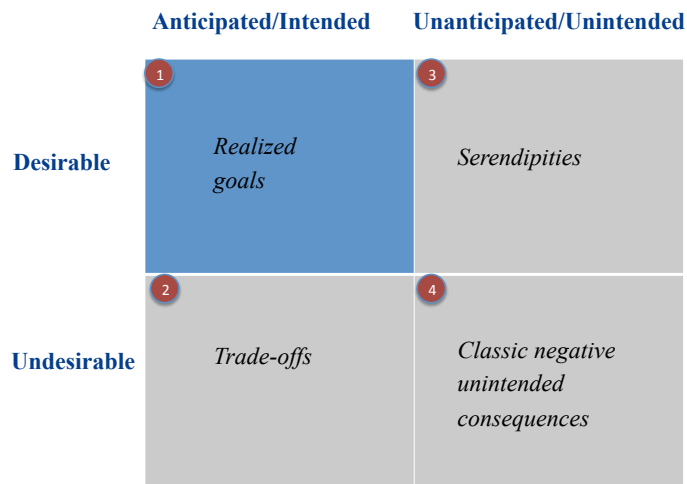 Anticipated/Intended Unanticipated/Unintended
1 3
Desirable
Realized
goals
Serendipities
2 4
Undesirable
Trade-offs
Classic negative
unintended
consequences